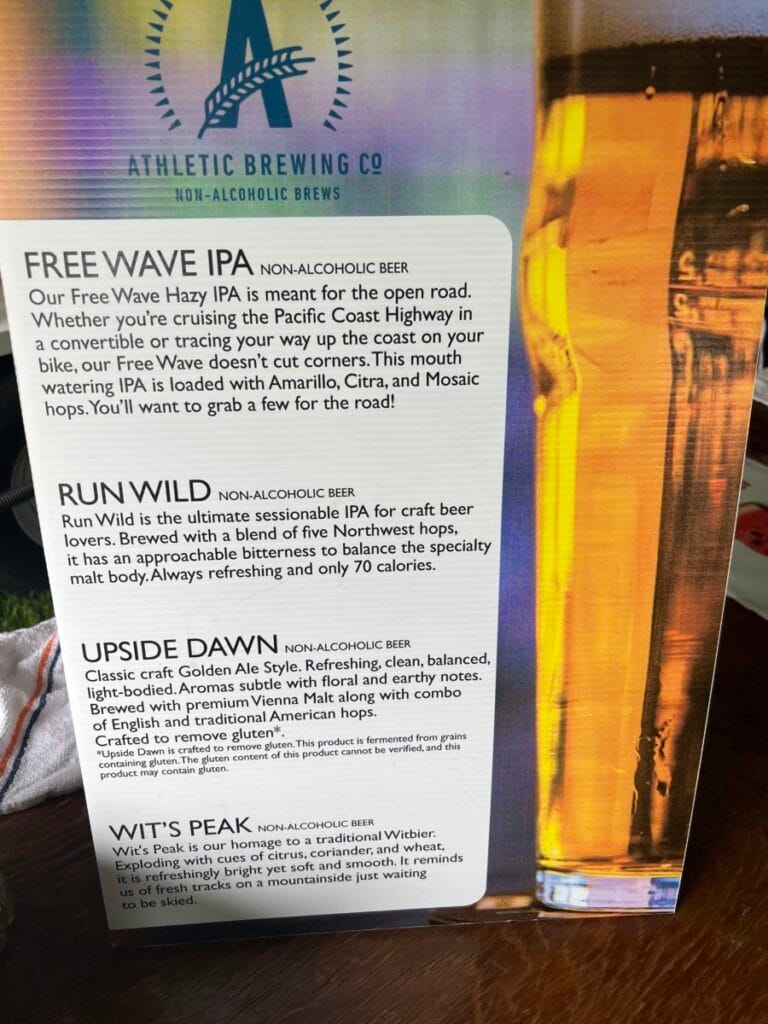 ATHLETIC BREWING CO
NON-ALCOHOLIC BREWS
FREE WAVE IPA NON-ALCOHOLIC BEER
Our Free Wave Hazy IPA is meant for the open road.
Whether you're cruising the Pacific Coast Highway in
a convertible or tracing your way up the coast on your
bike, our Free Wave doesn't cut corners. This mouth
watering IPA is loaded with Amarillo, Citra, and Mosaic
hops. You'll want to grab a few for the road!
RUN WILD NON-ALCOHOLIC BEER
Run Wild is the ultimate sessionable IPA for craft beer
lovers. Brewed with a blend of five Northwest hops,
it has an approachable bitterness to balance the specialty
malt body. Always refreshing and only 70 calories.
UPSIDE DAWN NON-ALCOHOLIC BEER
Classic craft Golden Ale Style. Refreshing, clean, balanced,
light-bodied. Aromas subtle with floral and earthy notes.
Brewed with premium Vienna Malt along with combo
of English and traditional American hops.
Crafted to remove gluten*.
*Upside Dawn is crafted to remove gluten. This product is fermented from grains
containing gluten. The gluten content of this product cannot be verified, and this
product may contain gluten.
WIT'S PEAK NON-ALCOHOLIC BEER
Wit's Peak is our homage to a traditional Witbier.
Exploding with cues of citrus, coriander, and wheat,
it is refreshingly bright yet soft and smooth. It reminds
us of fresh tracks on a mountainside just waiting
to be skied.